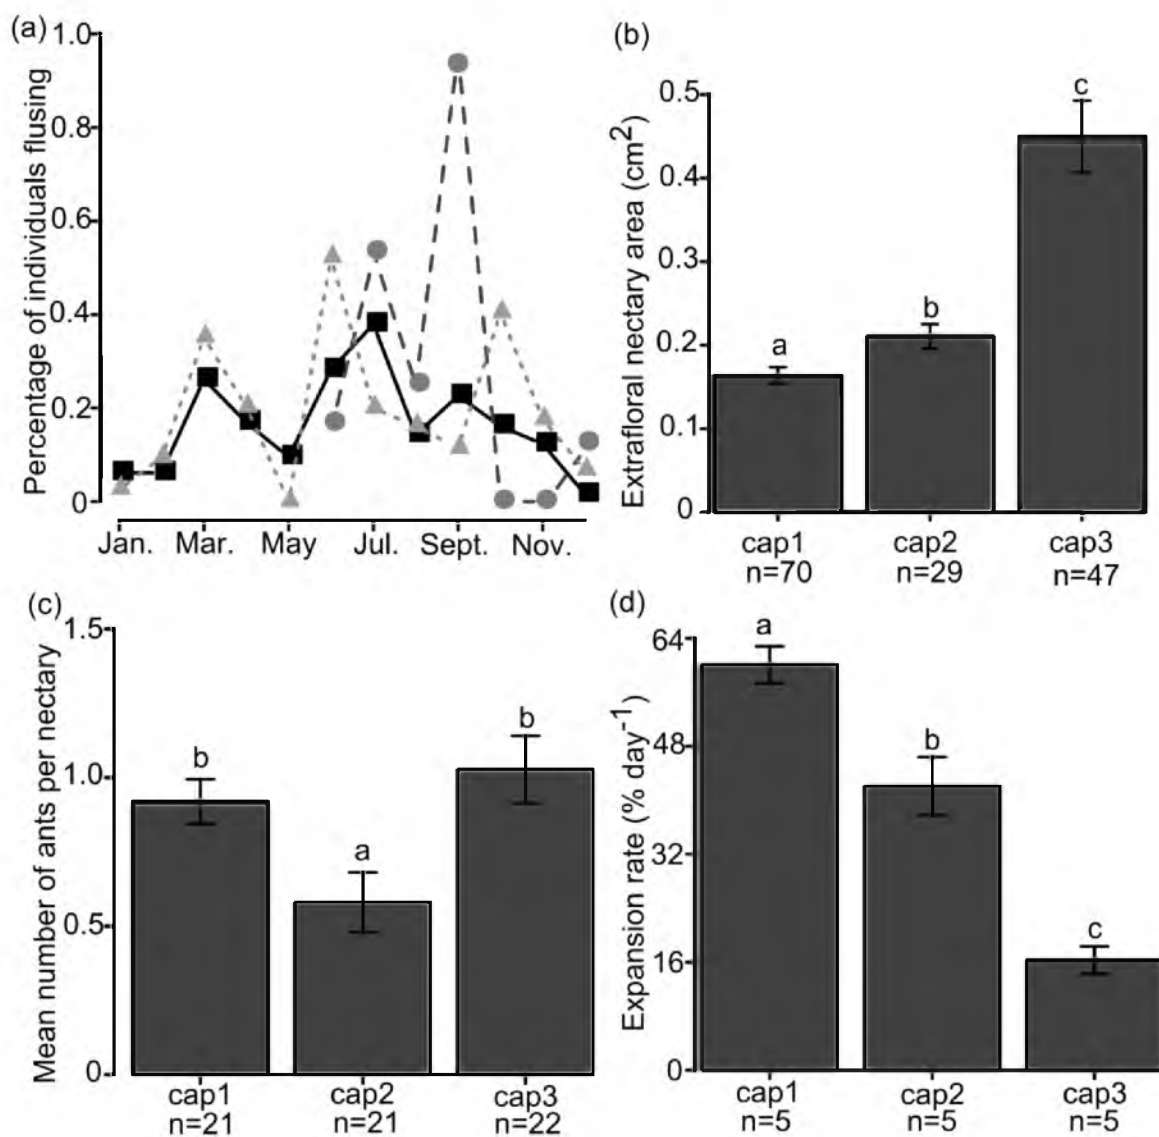 (a)
Percentage of individuals flusing
1.0
0.8
0.6
0.4
0.2
0
Jan. Mar. May Jul. Sept. Nov.
(b)
Extrafloral nectary area (cm²)
0.5
0.4
0.3
0.2
0.1
0
a
b
c
cap1 cap2 cap3
n=70 n=29 n=47
(c)
Mean number of ants per nectary
1.5
1.0
0.5
0
b
a
b
cap1 cap2 cap3
n=21 n=21 n=22
(d)
Expansion rate (% day⁻¹)
64
48
32
16
0
a
b
c
cap1 cap2 cap3
n=5 n=5 n=5